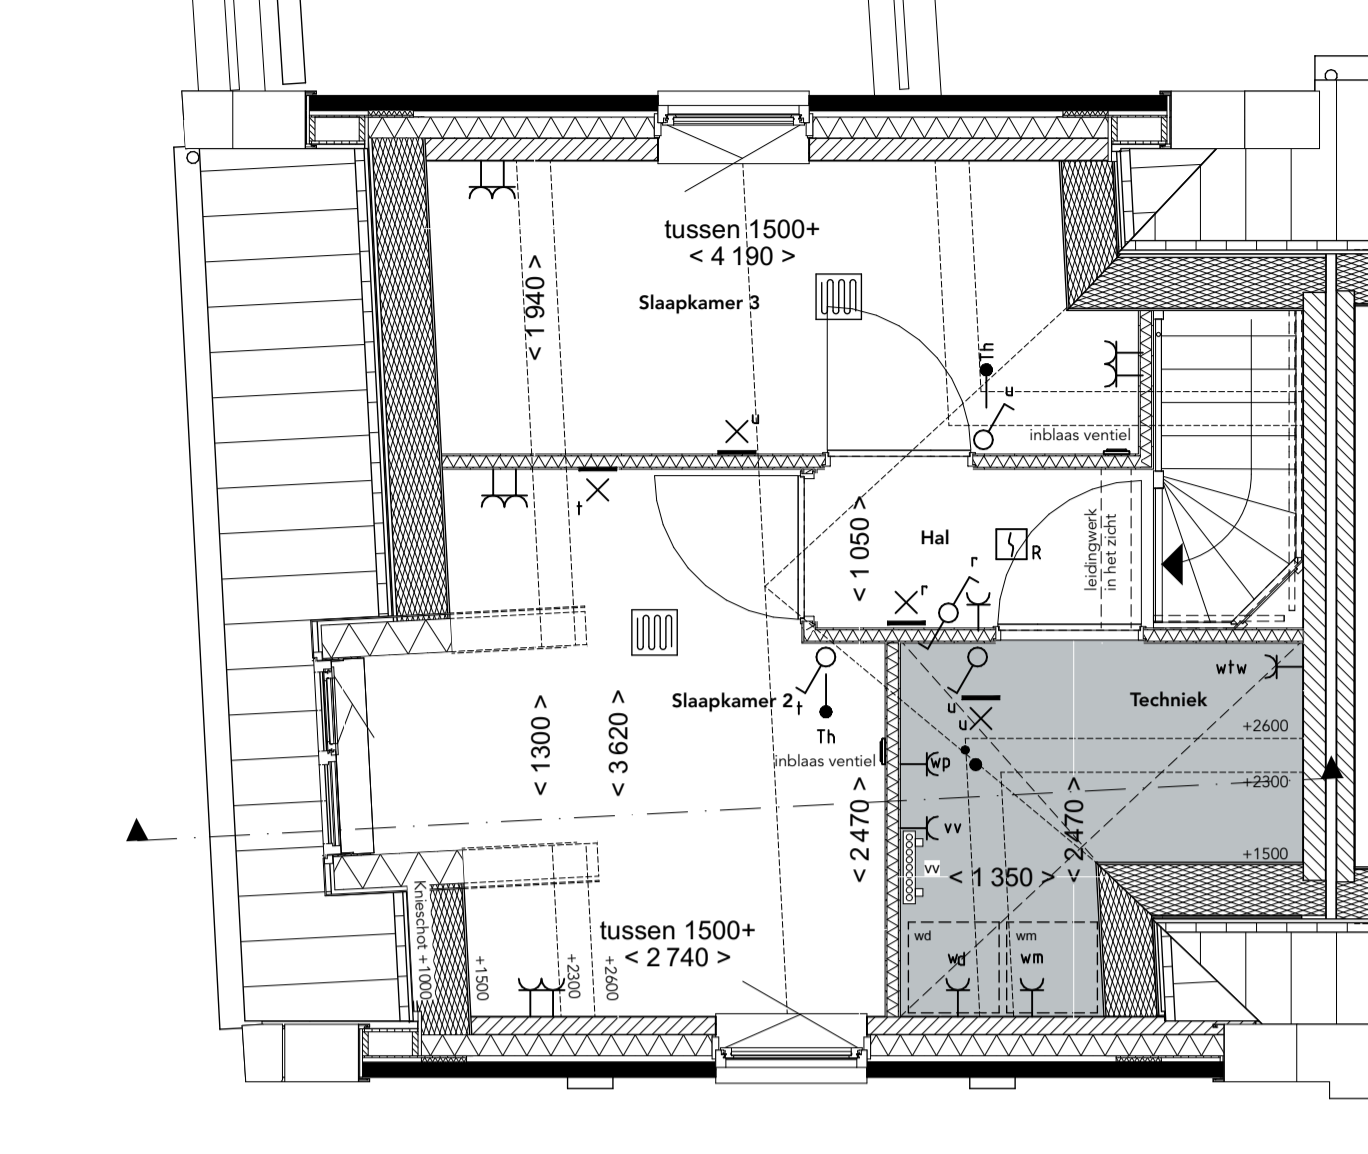 tussen 1500+
< 4 190 >
Slaapkamer 3
< 1 940 >
Th
u
u
inblaas ventiel
t
< 1 050 >
Hal
R
r
r
leidingwerk
in het zicht
Slaapkamer 2
t
Th
inblaas ventiel
< 1300 >
< 3 620 >
< 2 470 >
u
u
wtw
Techniek
+2600
+2300
+1500
wp
vv
vv
< 1 350 >
< 2 470 >
wd
wm
wd
wm
tussen 1500+
< 2 740 >
Knieschot +1000
+1500
+2300
+2600